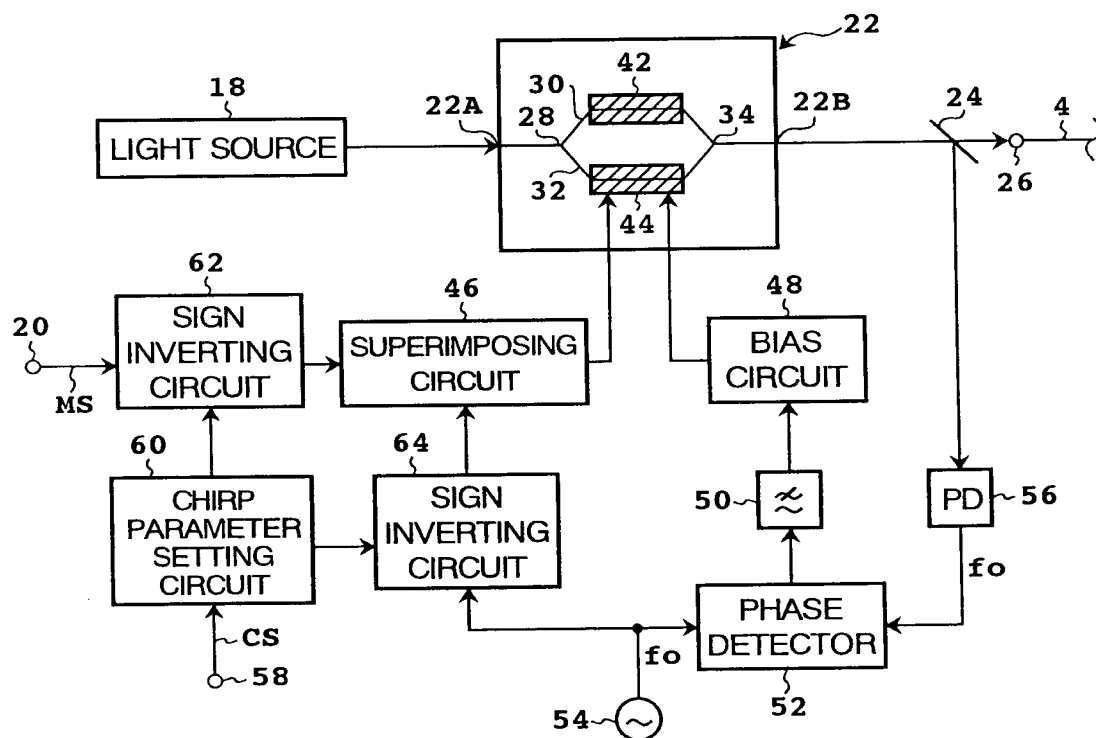 22
42
18
30
22A
28
34
22B
24
4
LIGHT SOURCE
32
44
26
62
46
48
20
SIGN
INVERTING
CIRCUIT
SUPERIMPOSING
CIRCUIT
BIAS
CIRCUIT
MS
60
64
CHIRP
PARAMETER
SETTING
CIRCUIT
SIGN
INVERTING
CIRCUIT
50
PD
56
fo
PHASE
DETECTOR
CS
fo
58
52
54